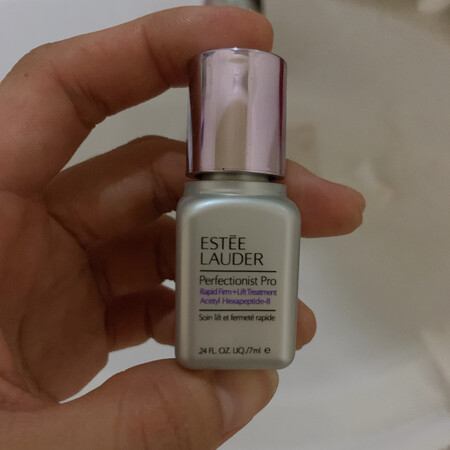 ESTĒE
LAUDER
Perfectionist Pro
Rapid Firm + Lift Treatment
Acetyl Hexapeptide-8
Soin lift et fermeté rapide
.24 FL. OZ. LIQ./7ml ℮